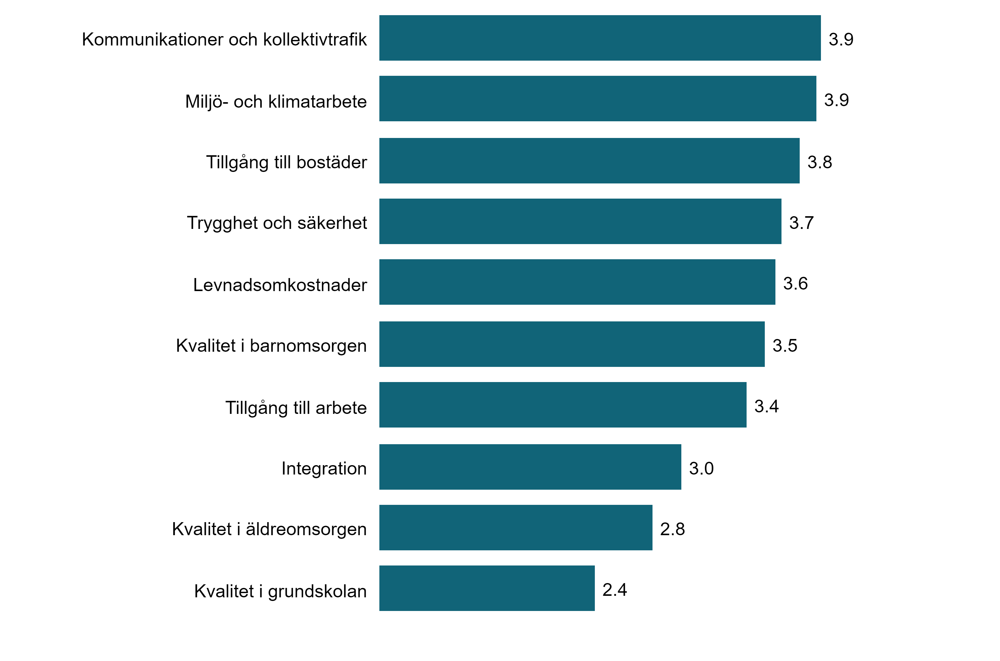 Kommunikationer och kollektivtrafik 3.9
Miljö- och klimatarbete 3.9
Tillgång till bostäder 3.8
Trygghet och säkerhet 3.7
Levnadsomkostnader 3.6
Kvalitet i barnomsorgen 3.5
Tillgång till arbete 3.4
Integration 3.0
Kvalitet i äldreomsorgen 2.8
Kvalitet i grundskolan 2.4